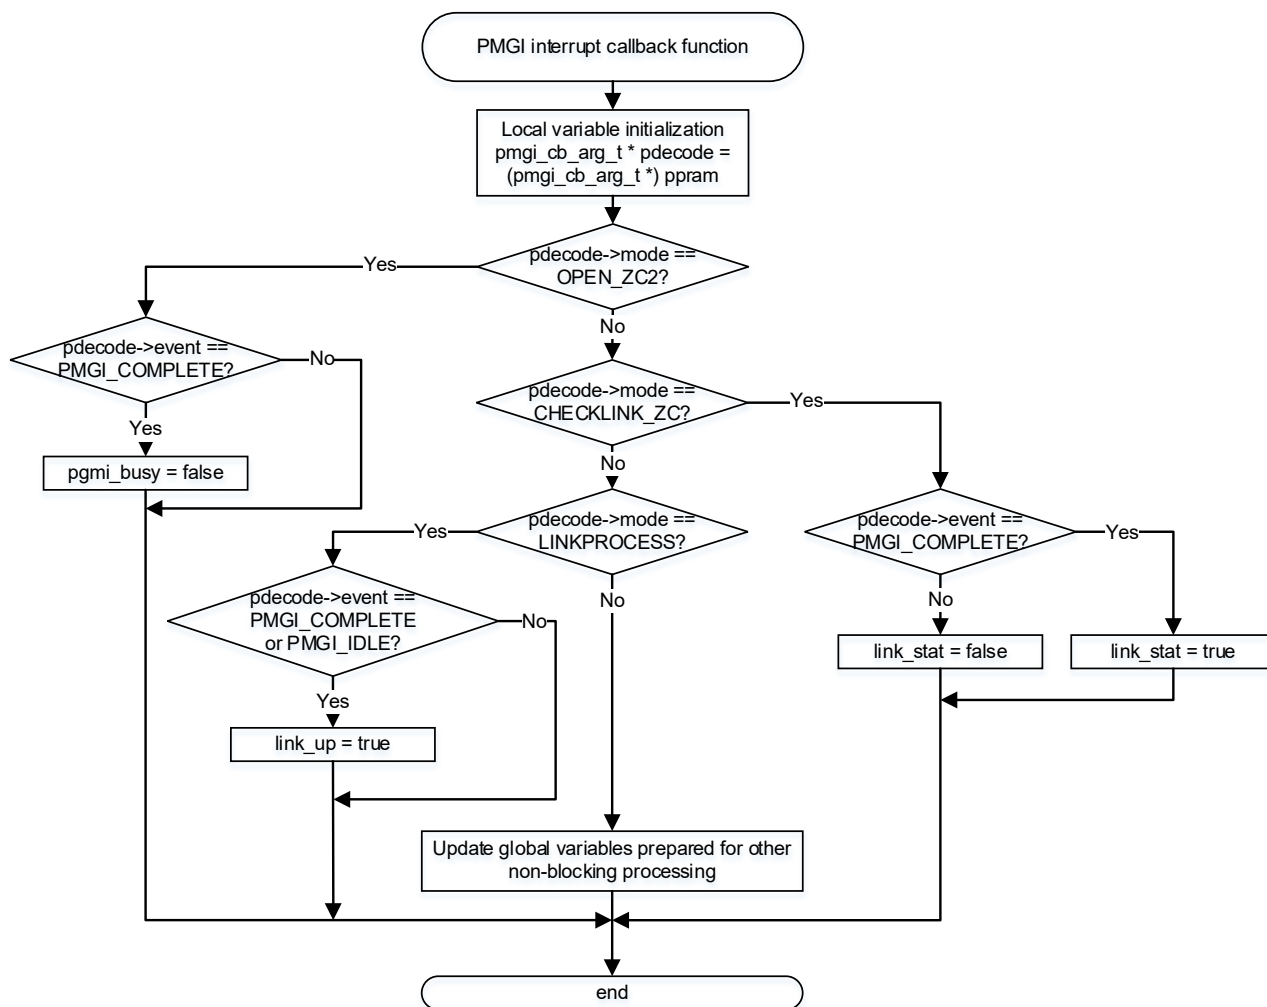 PMGI interrupt callback function
Local variable initialization
pmgi_cb_arg_t * pdecode =
(pmgi_cb_arg_t *) ppram
pdecode->mode ==
OPEN_ZC2?
Yes
No
pdecode->event ==
PMGI_COMPLETE?
No
Yes
pgmi_busy = false
pdecode->mode ==
CHECKLINK_ZC?
Yes
No
pdecode->mode ==
LINKPROCESS?
Yes
No
pdecode->event ==
PMGI_COMPLETE?
Yes
No
link_stat = false
link_stat = true
pdecode->event ==
PMGI_COMPLETE
or PMGI_IDLE?
No
Yes
link_up = true
Update global variables prepared for other
non-blocking processing
end